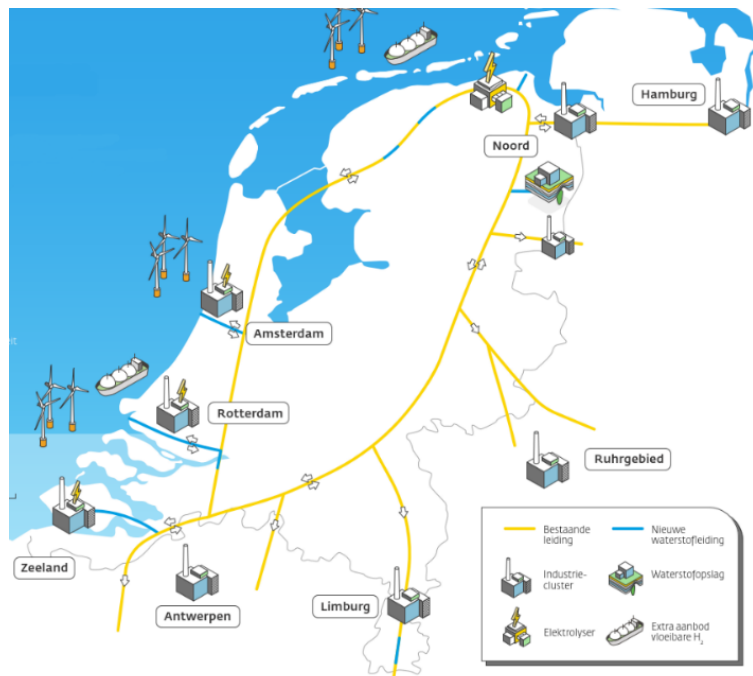 Hamburg
Noord
Amsterdam
Rotterdam
Ruhrgebied
Zeeland
Antwerpen
Limburg
Bestaande
leiding
Nieuwe
waterstofleiding
Industrie-
cluster
Waterstofopslag
Elektrolyser
Extra aanbod
vloeibare H₂